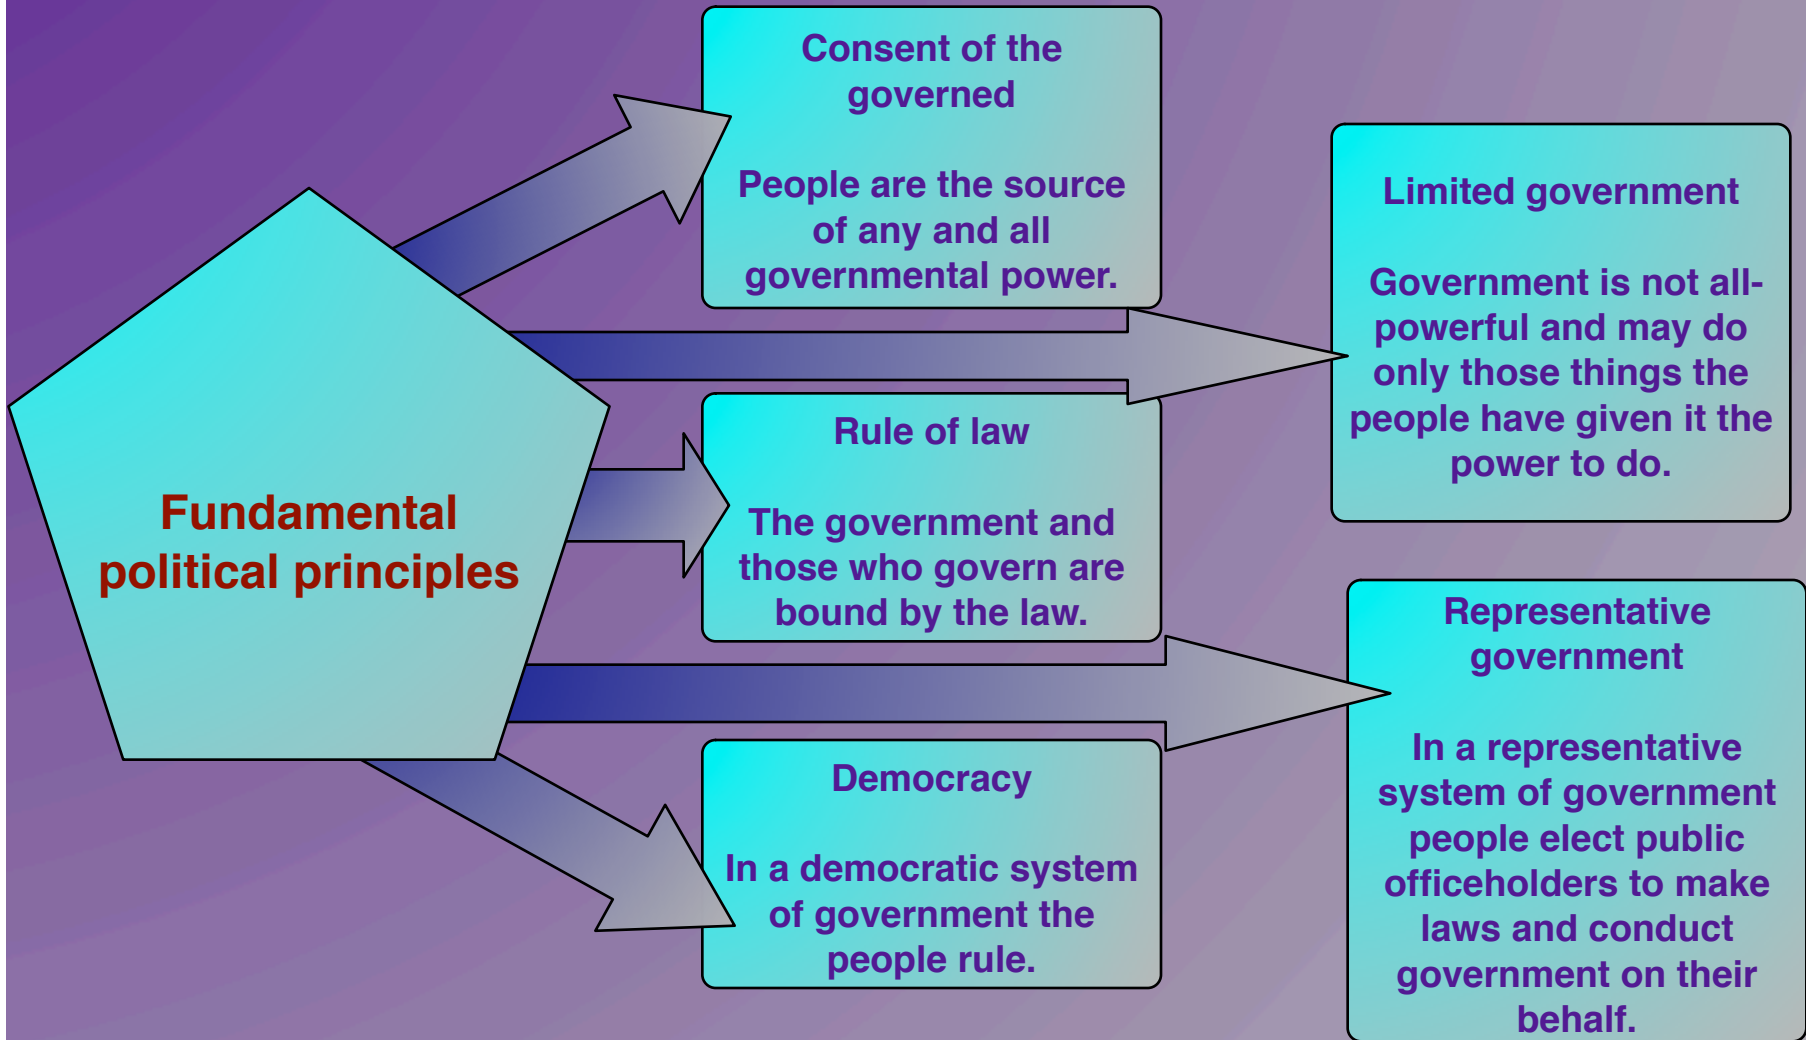 Fundamental
political principles
Consent of the
governed
People are the source
of any and all
governmental power.
Limited government
Government is not all-
powerful and may do
only those things the
people have given it the
power to do.
Rule of law
The government and
those who govern are
bound by the law.
Representative
government
In a representative
system of government
people elect public
officeholders to make
laws and conduct
government on their
behalf.
Democracy
In a democratic system
of government the
people rule.